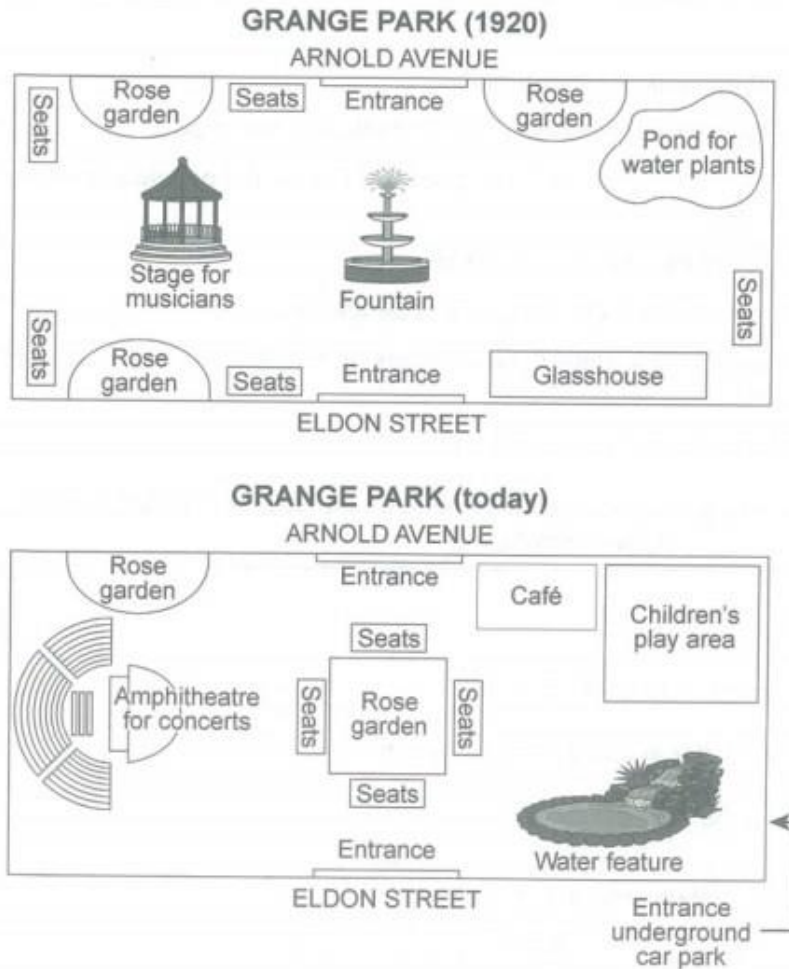 GRANGE PARK (1920)
ARNOLD AVENUE
Seats
Rose
garden
Seats
Entrance
Rose
garden
Pond for
water plants
Stage for
musicians
Fountain
Seats
Seats
Rose
garden
Seats
Entrance
Glasshouse
ELDON STREET
GRANGE PARK (today)
ARNOLD AVENUE
Rose
garden
Entrance
Café
Children's
play area
Seats
Amphitheatre
for concerts
Seats
Rose
garden
Seats
Seats
Entrance
Water feature
ELDON STREET
Entrance
underground
car park